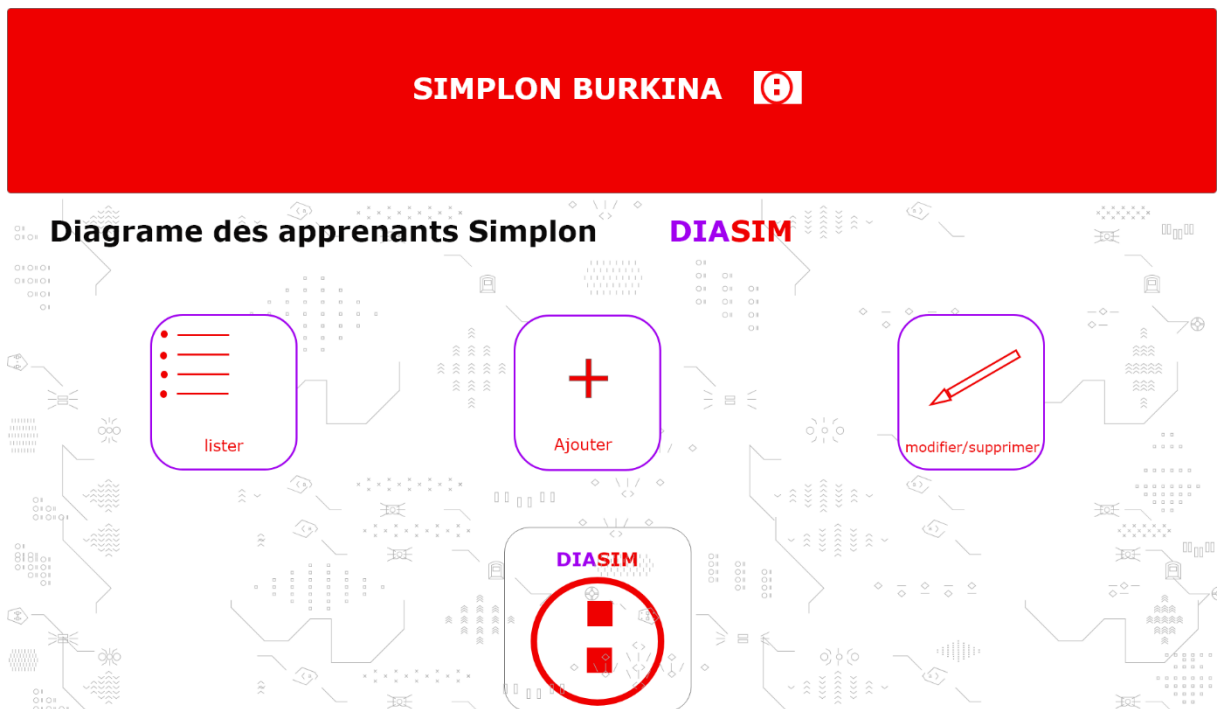 SIMPLON BURKINA
Diagrame des apprenants Simplon DIASIM
lister
Ajouter
modifier/supprimer
DIASIM